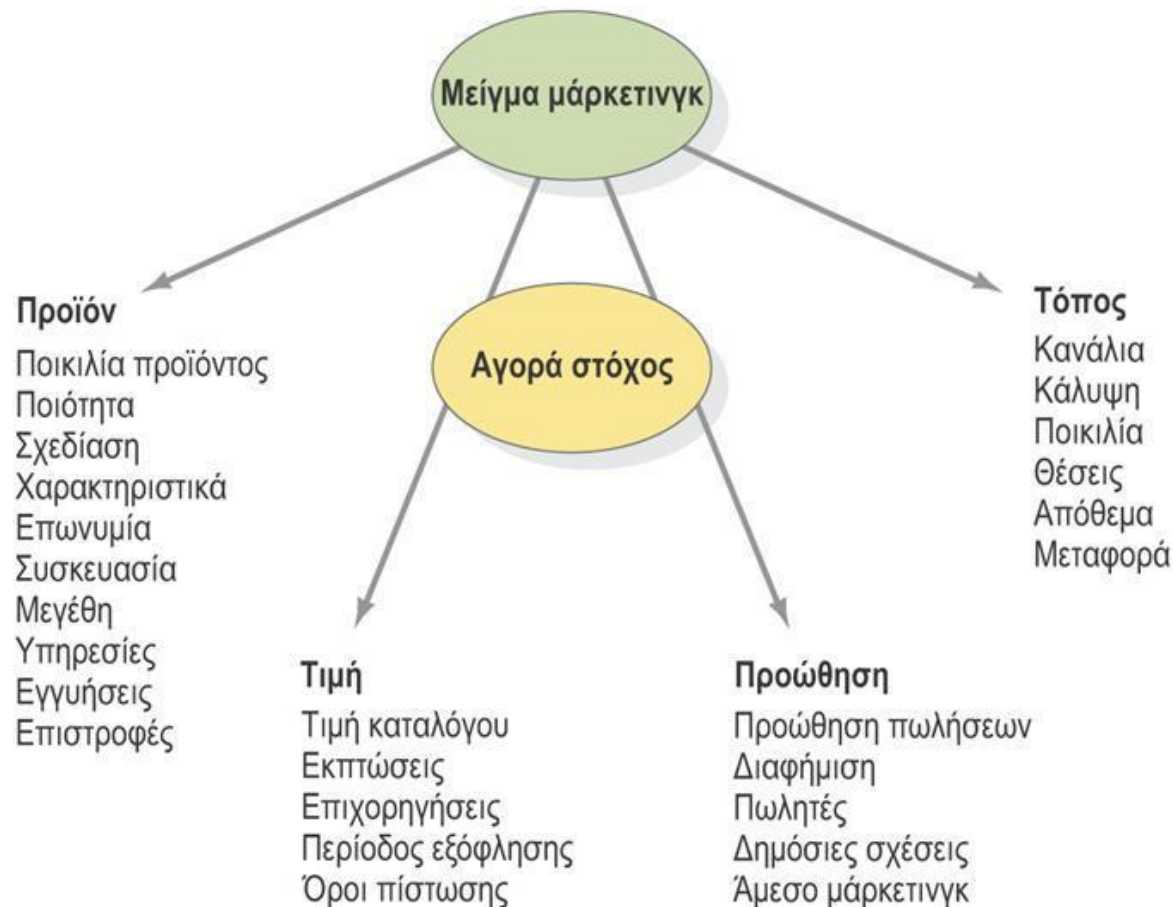 Μείγμα μάρκετινγκ
Αγορά στόχος
Προϊόν
Ποικιλία προϊόντος
Ποιότητα
Σχεδίαση
Χαρακτηριστικά
Επωνυμία
Συσκευασία
Μεγέθη
Υπηρεσίες
Εγγυήσεις
Επιστροφές
Τιμή
Τιμή καταλόγου
Εκπτώσεις
Επιχορηγήσεις
Περίοδος εξόφλησης
Όροι πίστωσης
Προώθηση
Προώθηση πωλήσεων
Διαφήμιση
Πωλητές
Δημόσιες σχέσεις
Άμεσο μάρκετινγκ
Τόπος
Κανάλια
Κάλυψη
Ποικιλία
Θέσεις
Απόθεμα
Μεταφορά